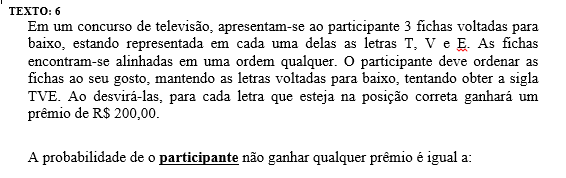 TEXTO: 6
Em um concurso de televisão, apresentam-se ao participante 3 fichas voltadas para
baixo, estando representada em cada uma delas as letras T, V e E. As fichas
encontram-se alinhadas em uma ordem qualquer. O participante deve ordenar as
fichas ao seu gosto, mantendo as letras voltadas para baixo, tentando obter a sigla
TVE. Ao desvirá-las, para cada letra que esteja na posição correta ganhará um
prêmio de R$ 200,00.
A probabilidade de o participante não ganhar qualquer prêmio é igual a: